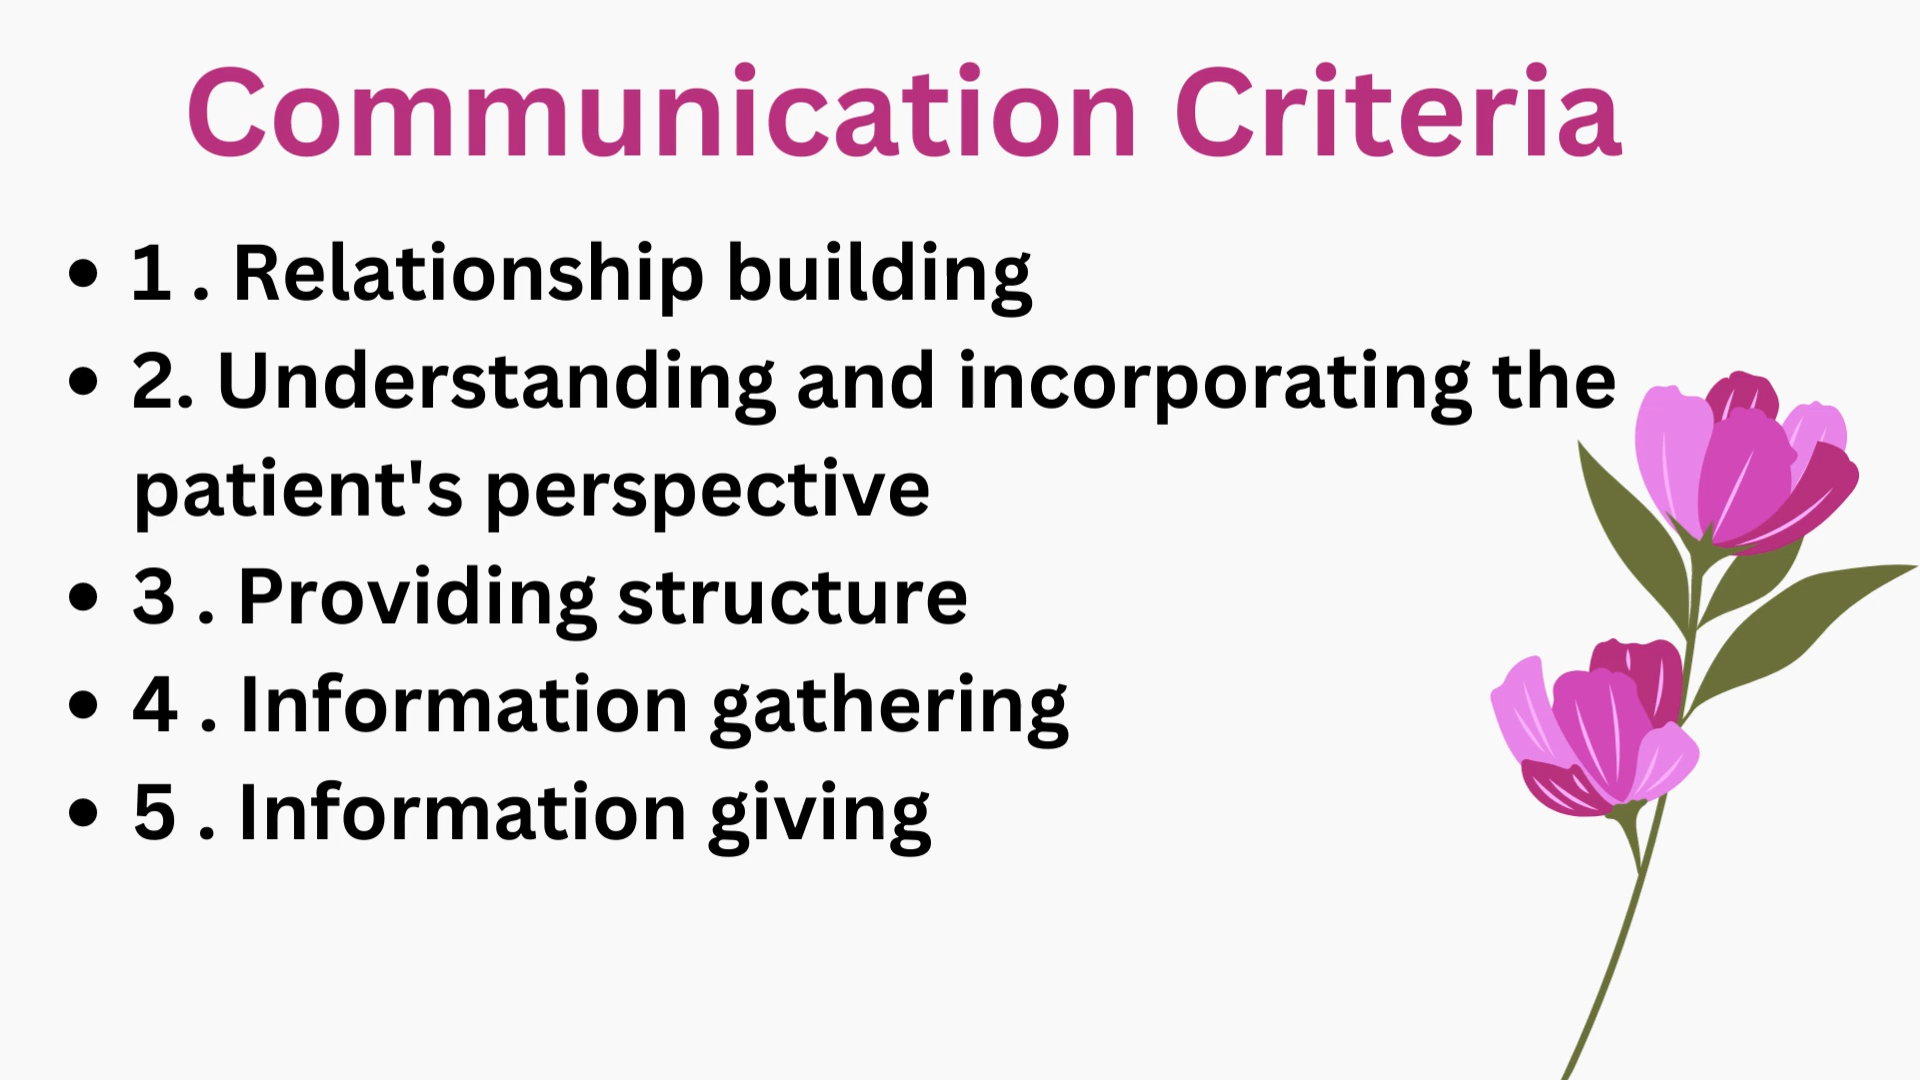 Communication Criteria
• 1 . Relationship building
• 2. Understanding and incorporating the
patient's perspective
• 3 . Providing structure
• 4 . Information gathering
• 5 . Information giving